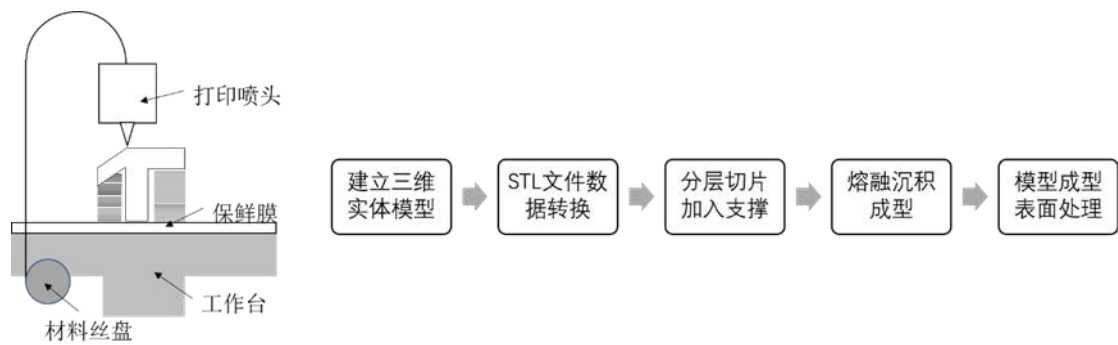 打印喷头
保鲜膜
工作台
材料丝盘
建立三维
实体模型
STL文件数
据转换
分层切片
加入支撑
熔融沉积
成型
模型成型
表面处理